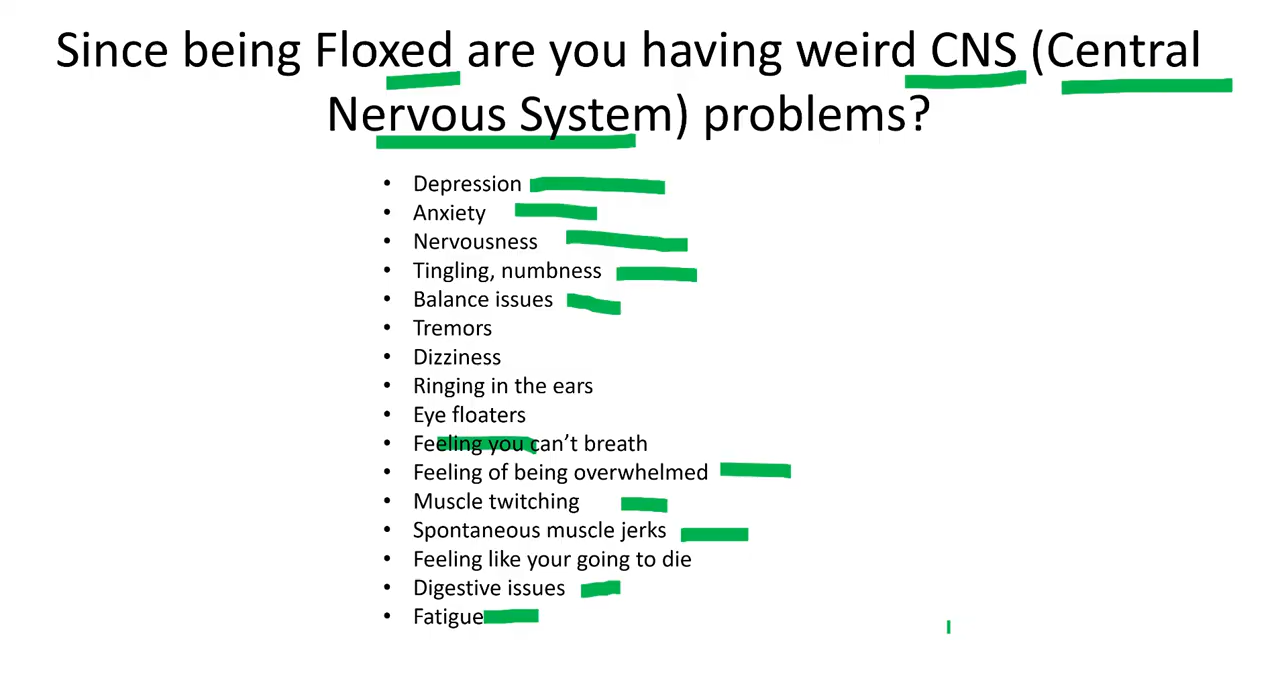 Since being Floxed are you having weird CNS (Central
Nervous System) problems?
• Depression
• Anxiety
• Nervousness
• Tingling, numbness
• Balance issues
• Tremors
• Dizziness
• Ringing in the ears
• Eye floaters
• Feeling you can’t breath
• Feeling of being overwhelmed
• Muscle twitching
• Spontaneous muscle jerks
• Feeling like your going to die
• Digestive issues
• Fatigue